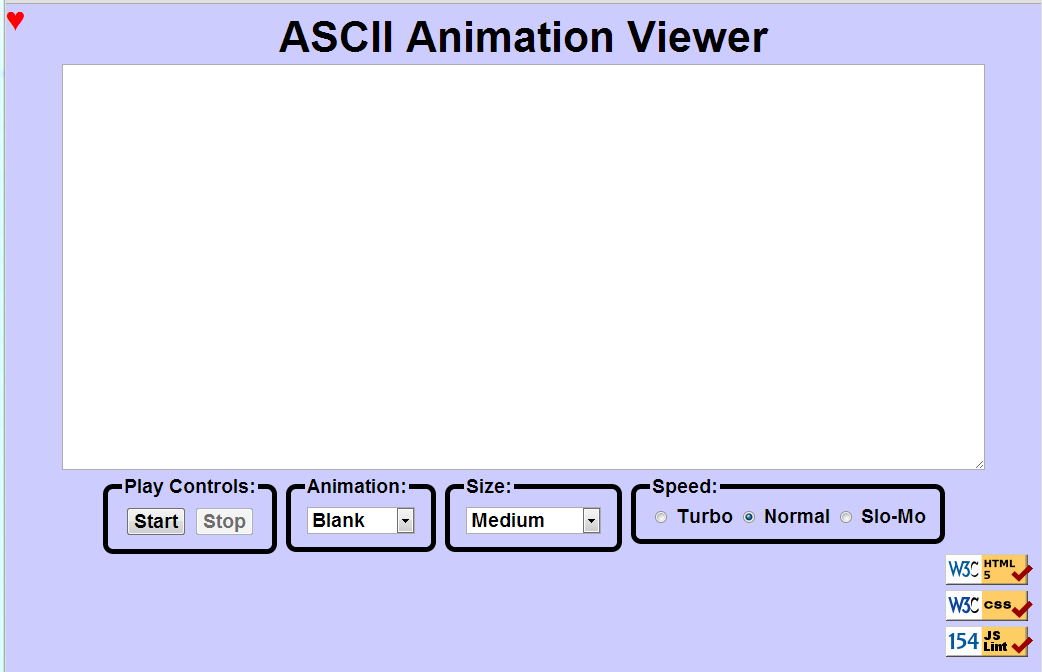 ASCII Animation Viewer
Play Controls: Animation: Size: Speed:
Start Stop Blank Medium Turbo Normal Slo-Mo
W3C HTML 5
W3C css
154 JS Lint